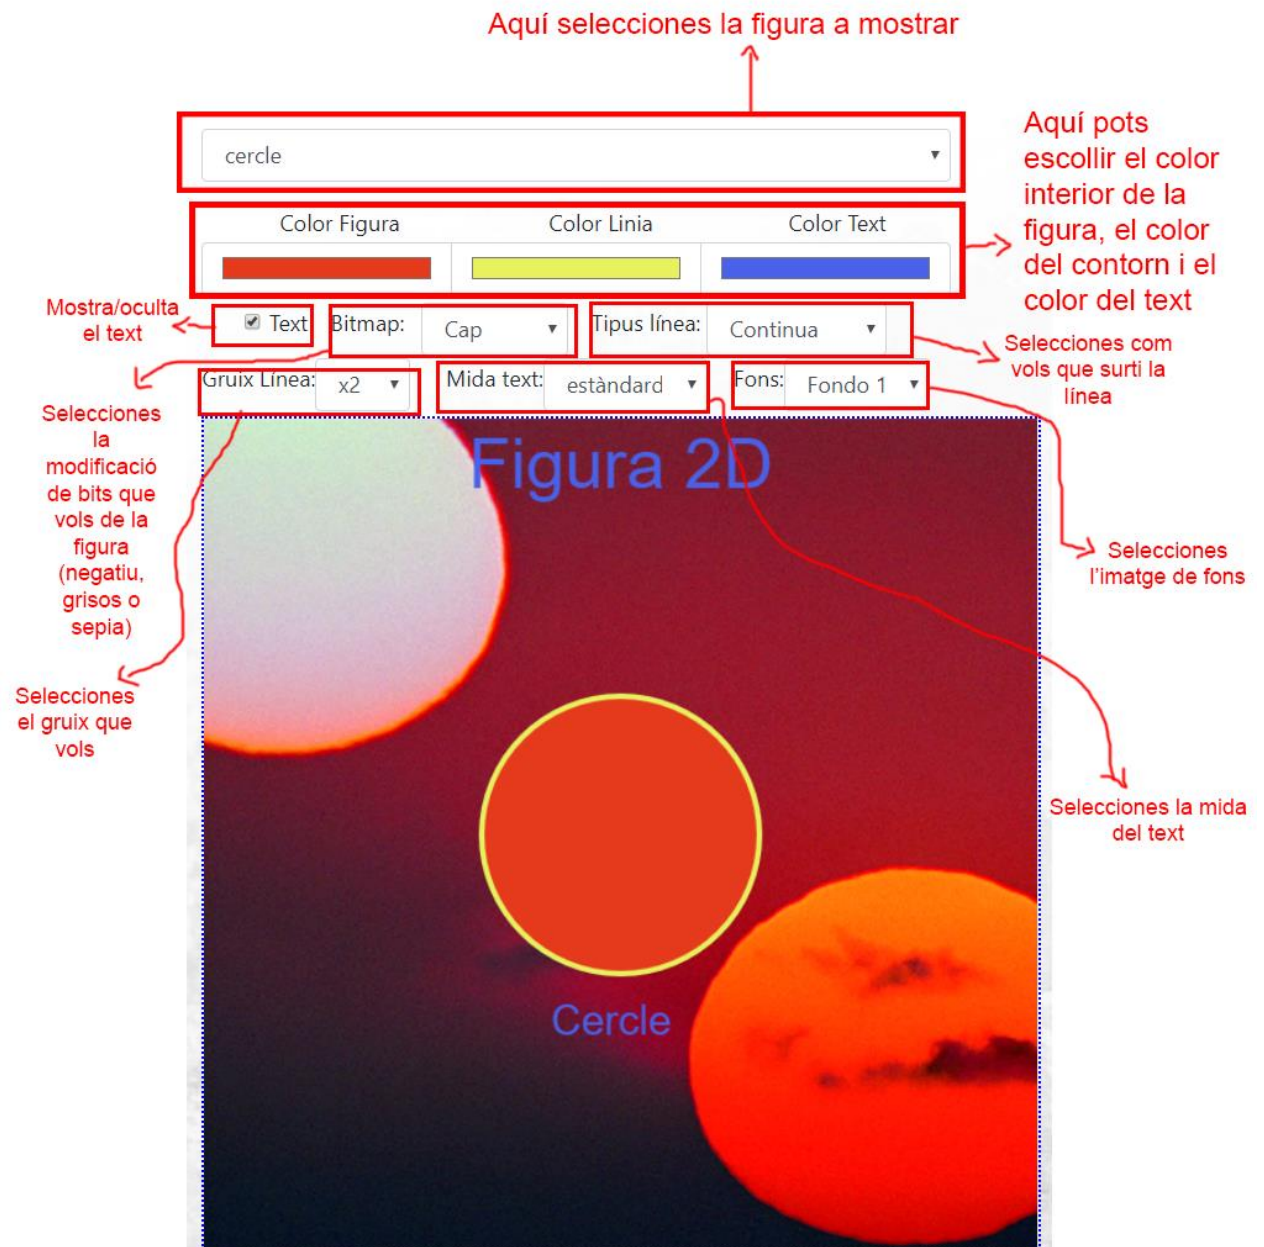 Aquí selecciones la figura a mostrar
cercle
Aquí pots
escollir el color
interior de la
figura, el color
del contorn i el
color del text
Color Figura
Color Linia
Color Text
Mostra/oculta
el text
Text
Bitmap:
Cap
Tipus línea:
Continua
Selecciones com
vols que surti la
línea
Gruix Línea:
x2
Mida text:
estàndard
Fons:
Fondo 1
Selecciones
la
modificació
de bits que
vols de la
figura
(negatiu,
grisos o
sepia)
Figura 2D
Selecciones
l'imatge de fons
Selecciones
el gruix que
vols
Selecciones la mida
del text
Cercle